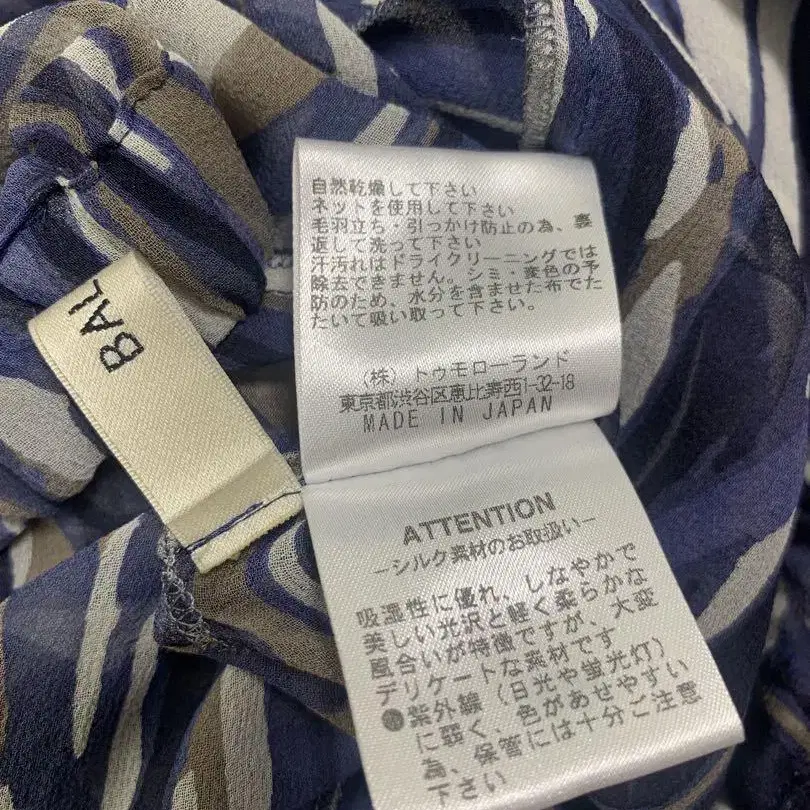 自然乾燥して下さい
ネットを使用して下さい
毛羽立ち・引っかけ防止の為、裏
返して洗って下さい
汗汚れはドライクリーニングでは
除去できません。シミ・変色の予
防のため、水分を含ませた布でた
たいて吸い取って下さい。
(株) トゥモローランド
東京都渋谷区恵比寿西1-32-18
MADE IN JAPAN
BAL
ATTENTION
―シルク素材のお取扱い―
吸湿性に優れ、しなやかで
美しい光沢と軽く柔らかな
風合いが特徴ですが、大変
デリケートな素材です
●紫外線(日光や蛍光灯)
に弱く、色があせやすい
為、保管には十分ご注意
下さい